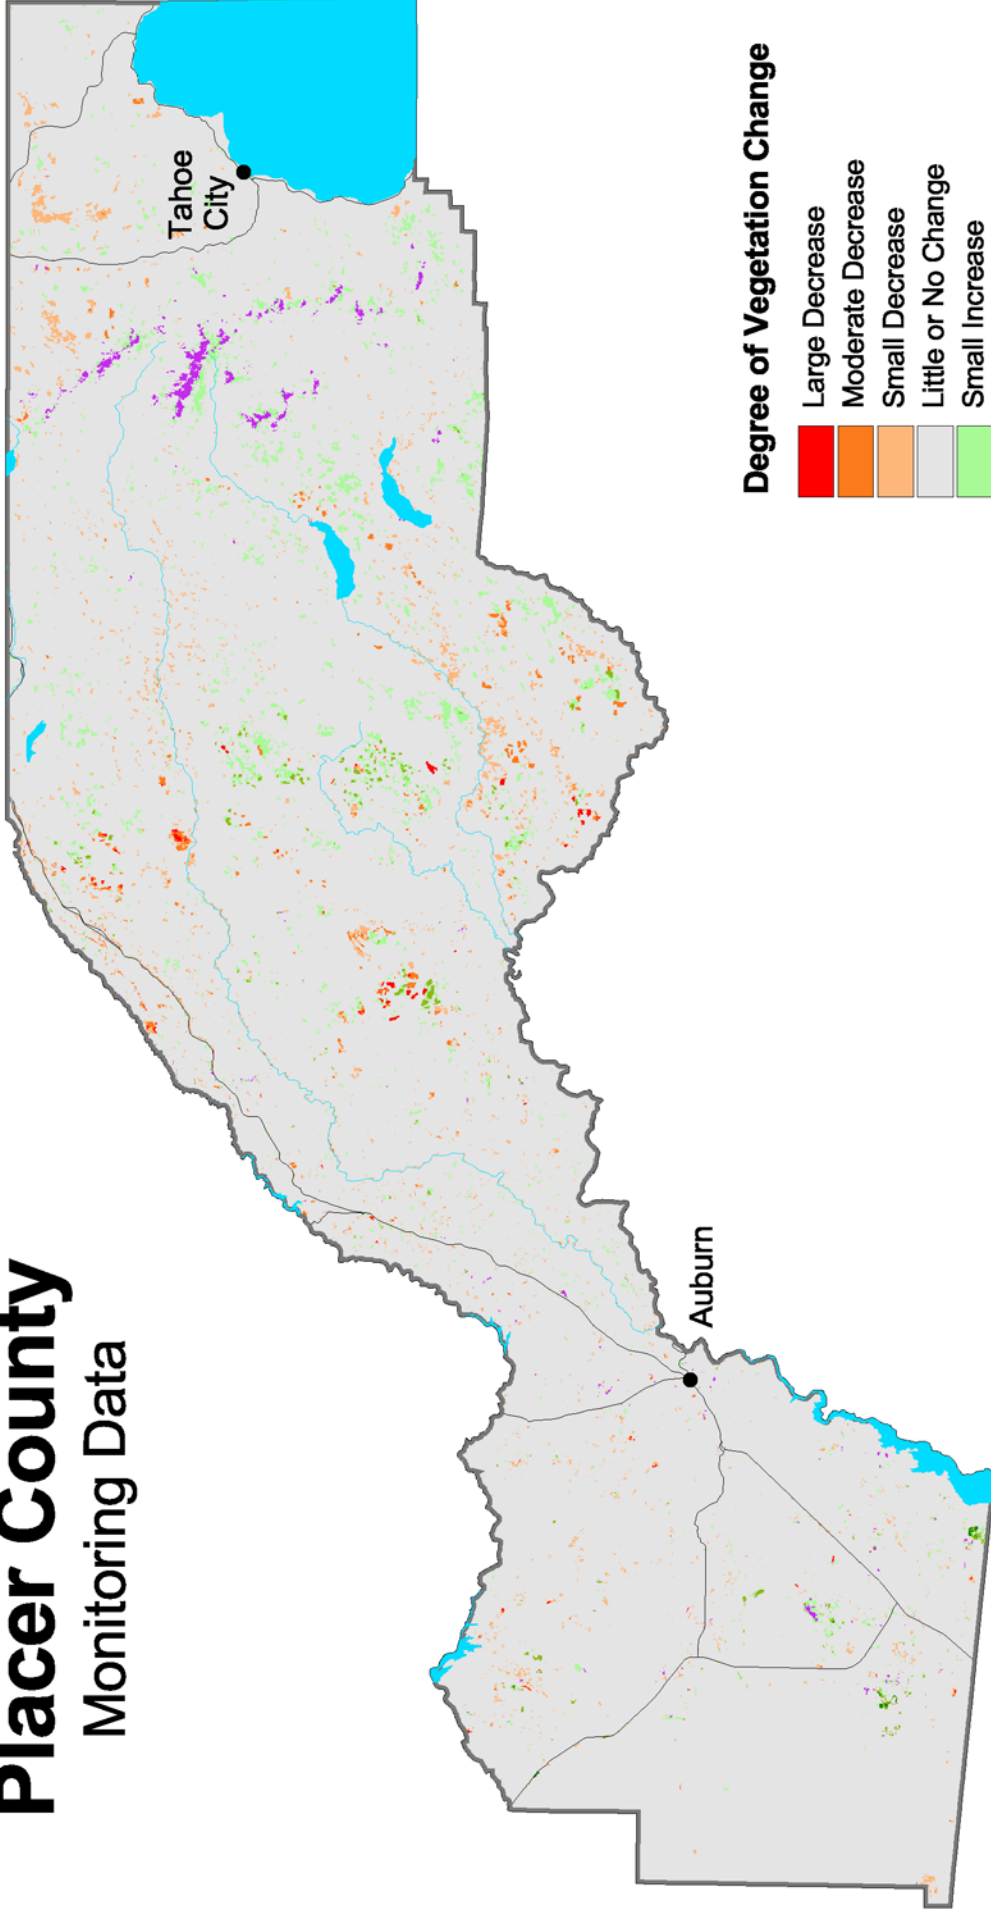 Placer County
Monitoring Data
Tahoe
City
Auburn
Degree of Vegetation Change
Large Decrease
Moderate Decrease
Small Decrease
Little or No Change
Small Increase